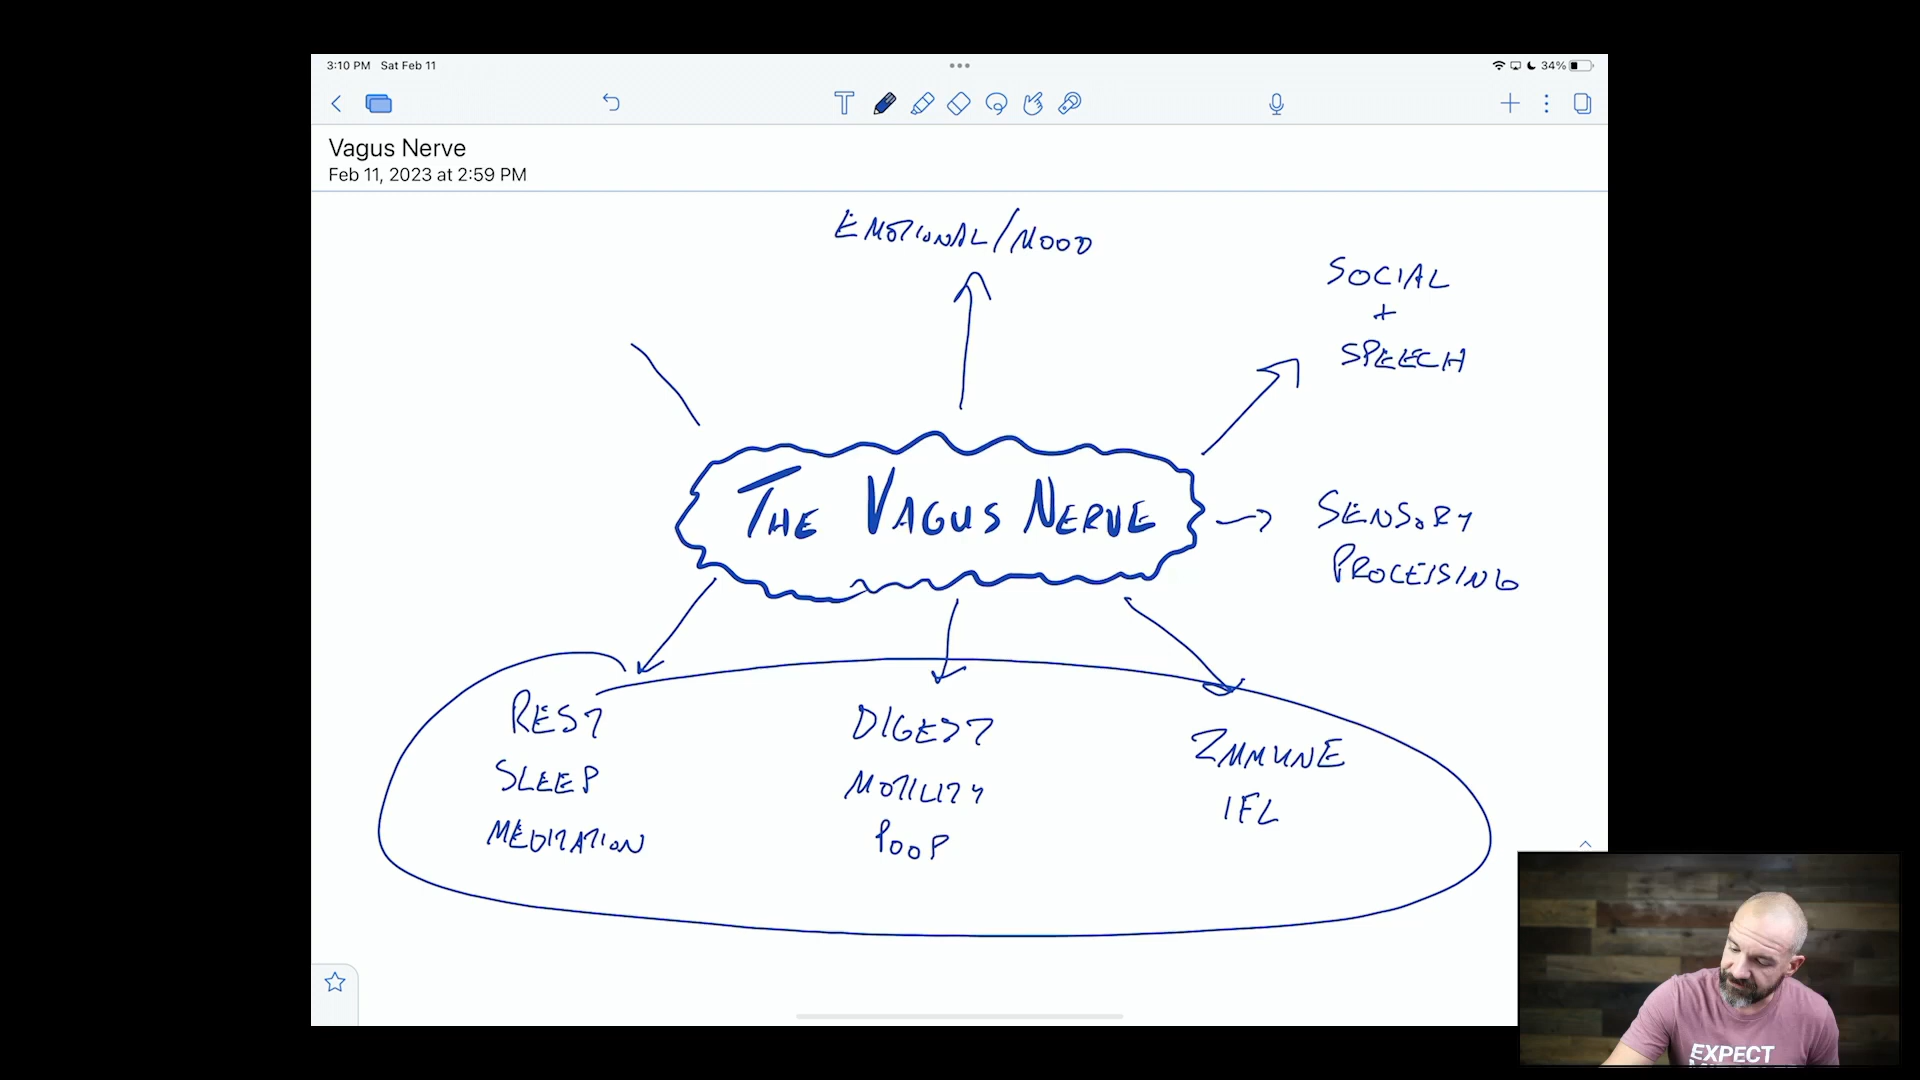 3:10 PM Sat Feb 11
34%
Vagus Nerve
Feb 11, 2023 at 2:59 PM
EMOTIONAL/MOOD
SOCIAL
+
SPEECH
THE VAGUS NERVE
SENSORY
PROCESSING
REST
SLEEP
MEDITATION
DIGEST
MOTILITY
POOP
IMMUNE
IFL
EXPECT